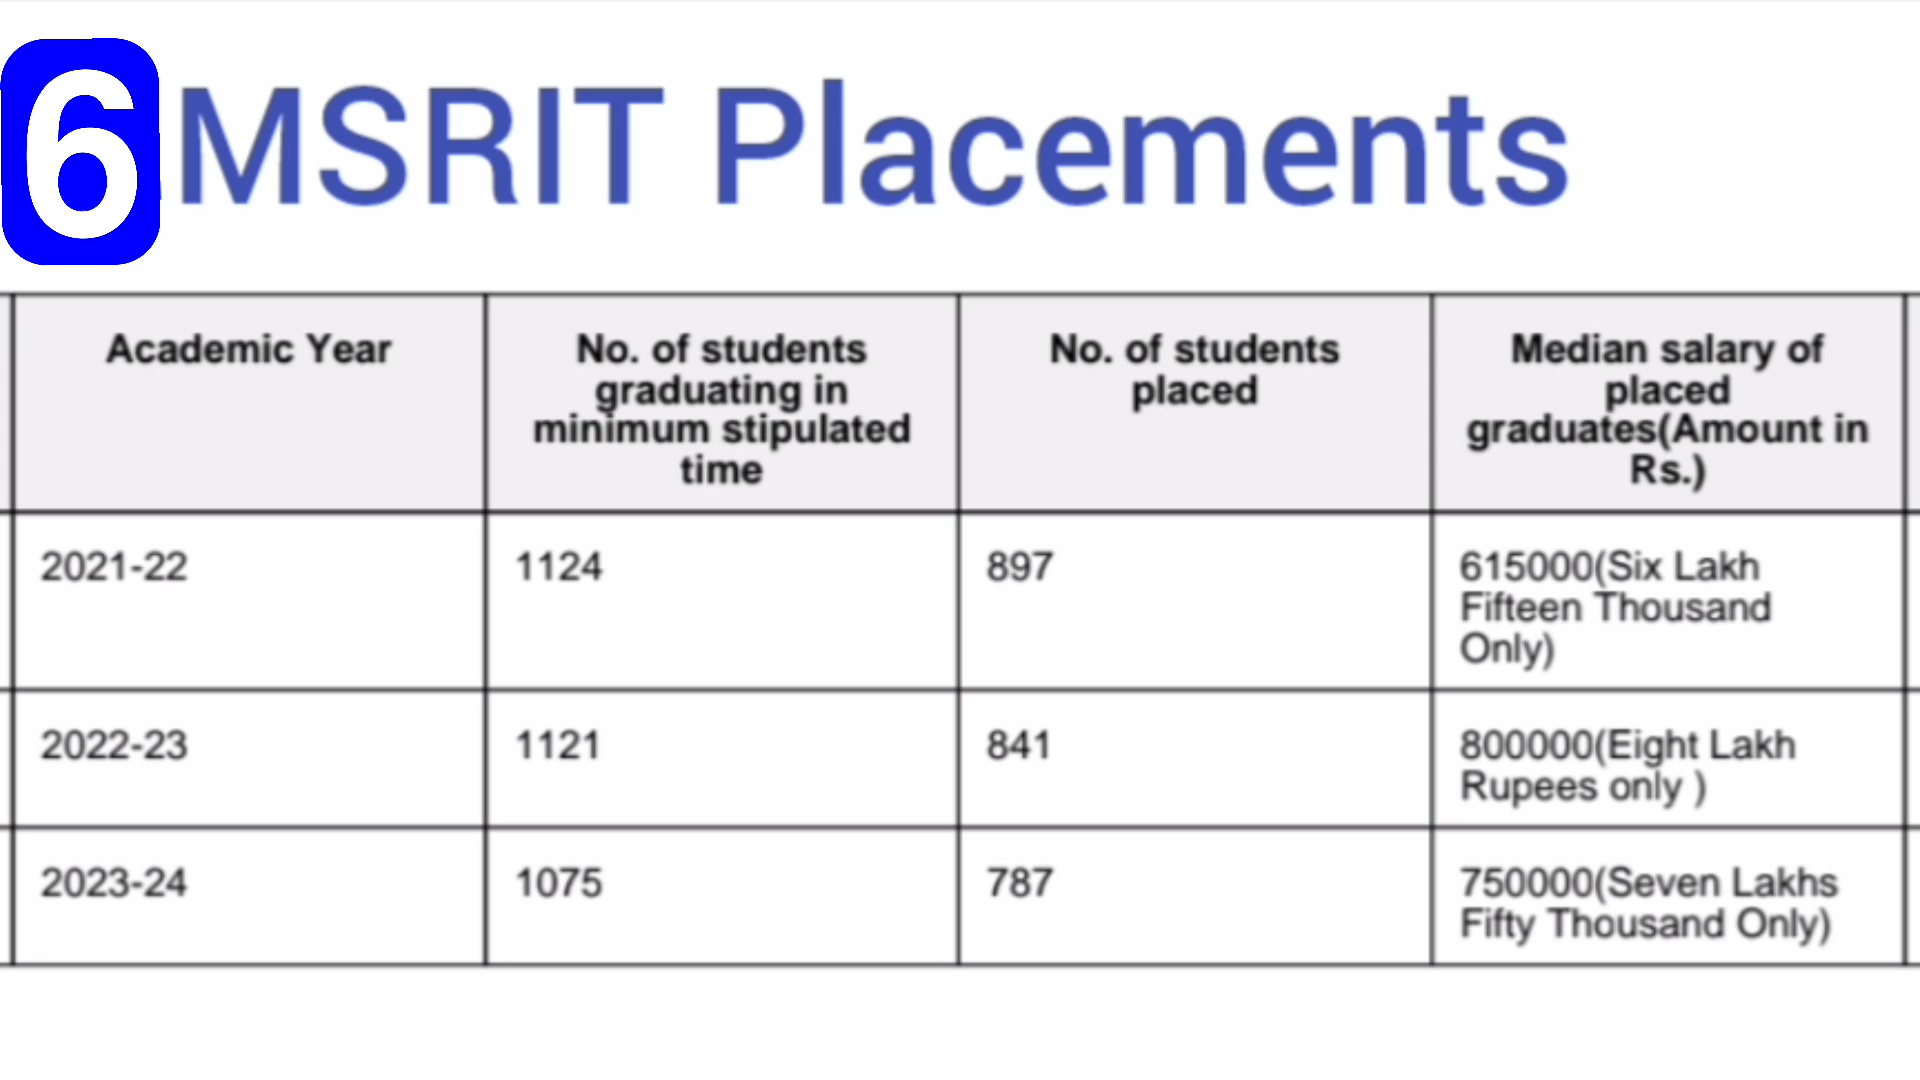 6 MSRIT Placements
Academic Year
No. of students
graduating in
minimum stipulated
time
No. of students
placed
Median salary of
placed
graduates(Amount in
Rs.)
2021-22
1124
897
615000(Six Lakh
Fifteen Thousand
Only)
2022-23
1121
841
800000(Eight Lakh
Rupees only )
2023-24
1075
787
750000(Seven Lakhs
Fifty Thousand Only)